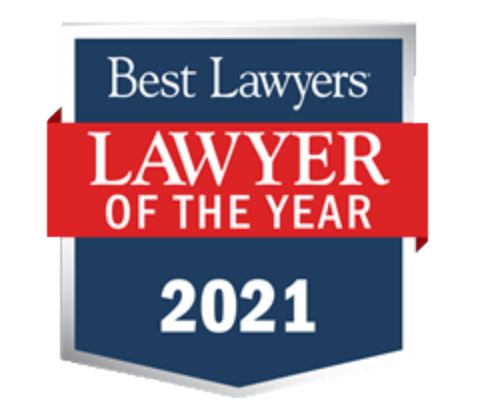 Best Lawyers
LAWYER
OF THE YEAR
2021